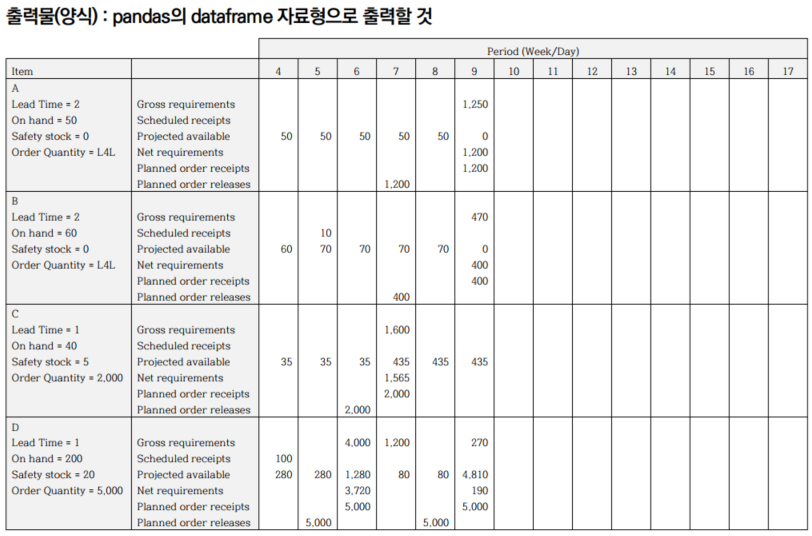 출력물(양식) : pandas의 dataframe 자료형으로 출력할 것
Period (Week/Day)
Item 4 5 6 7 8 9 10 11 12 13 14 15 16 17
A
Lead Time = 2 Gross requirements 1,250
On hand = 50 Scheduled receipts
Safety stock = 0 Projected available 50 50 50 50 50 0
Order Quantity = L4L Net requirements 1,200
Planned order receipts 1,200
Planned order releases 1,200
B
Lead Time = 2 Gross requirements 470
On hand = 60 Scheduled receipts 10
Safety stock = 0 Projected available 60 70 70 70 70 0
Order Quantity = L4L Net requirements 400
Planned order receipts 400
Planned order releases 400
C
Lead Time = 1 Gross requirements 1,600
On hand = 40 Scheduled receipts
Safety stock = 5 Projected available 35 35 35 435 435 435
Order Quantity = 2,000 Net requirements 1,565
Planned order receipts 2,000
Planned order releases 2,000
D
Lead Time = 1 Gross requirements 4,000 1,200 270
On hand = 200 Scheduled receipts 100
Safety stock = 20 Projected available 280 280 1,280 80 80 4,810
Order Quantity = 5,000 Net requirements 3,720 190
Planned order receipts 5,000 5,000
Planned order releases 5,000 5,000